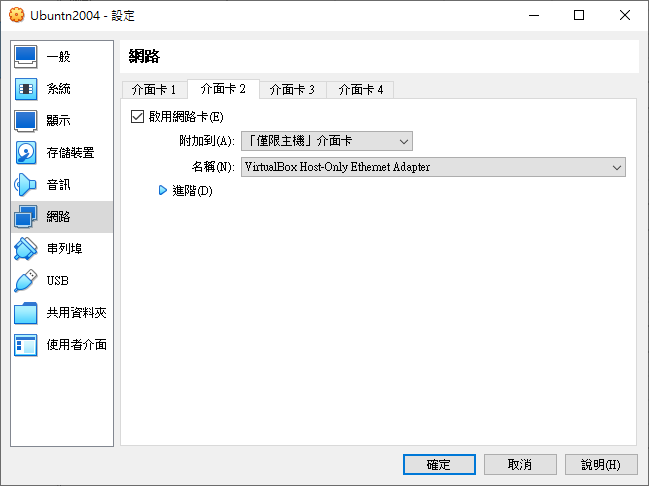 Ubuntn2004 - 設定
一般
系統
顯示
存儲裝置
音訊
網路
串列埠
USB
共用資料夾
使用者介面
網路
介面卡 1
介面卡 2
介面卡 3
介面卡 4
啟用網路卡(E)
附加到(A): 「僅限主機」介面卡
名稱(N): VirtualBox Host-Only Ethernet Adapter
進階(D)
確定
取消
說明(H)